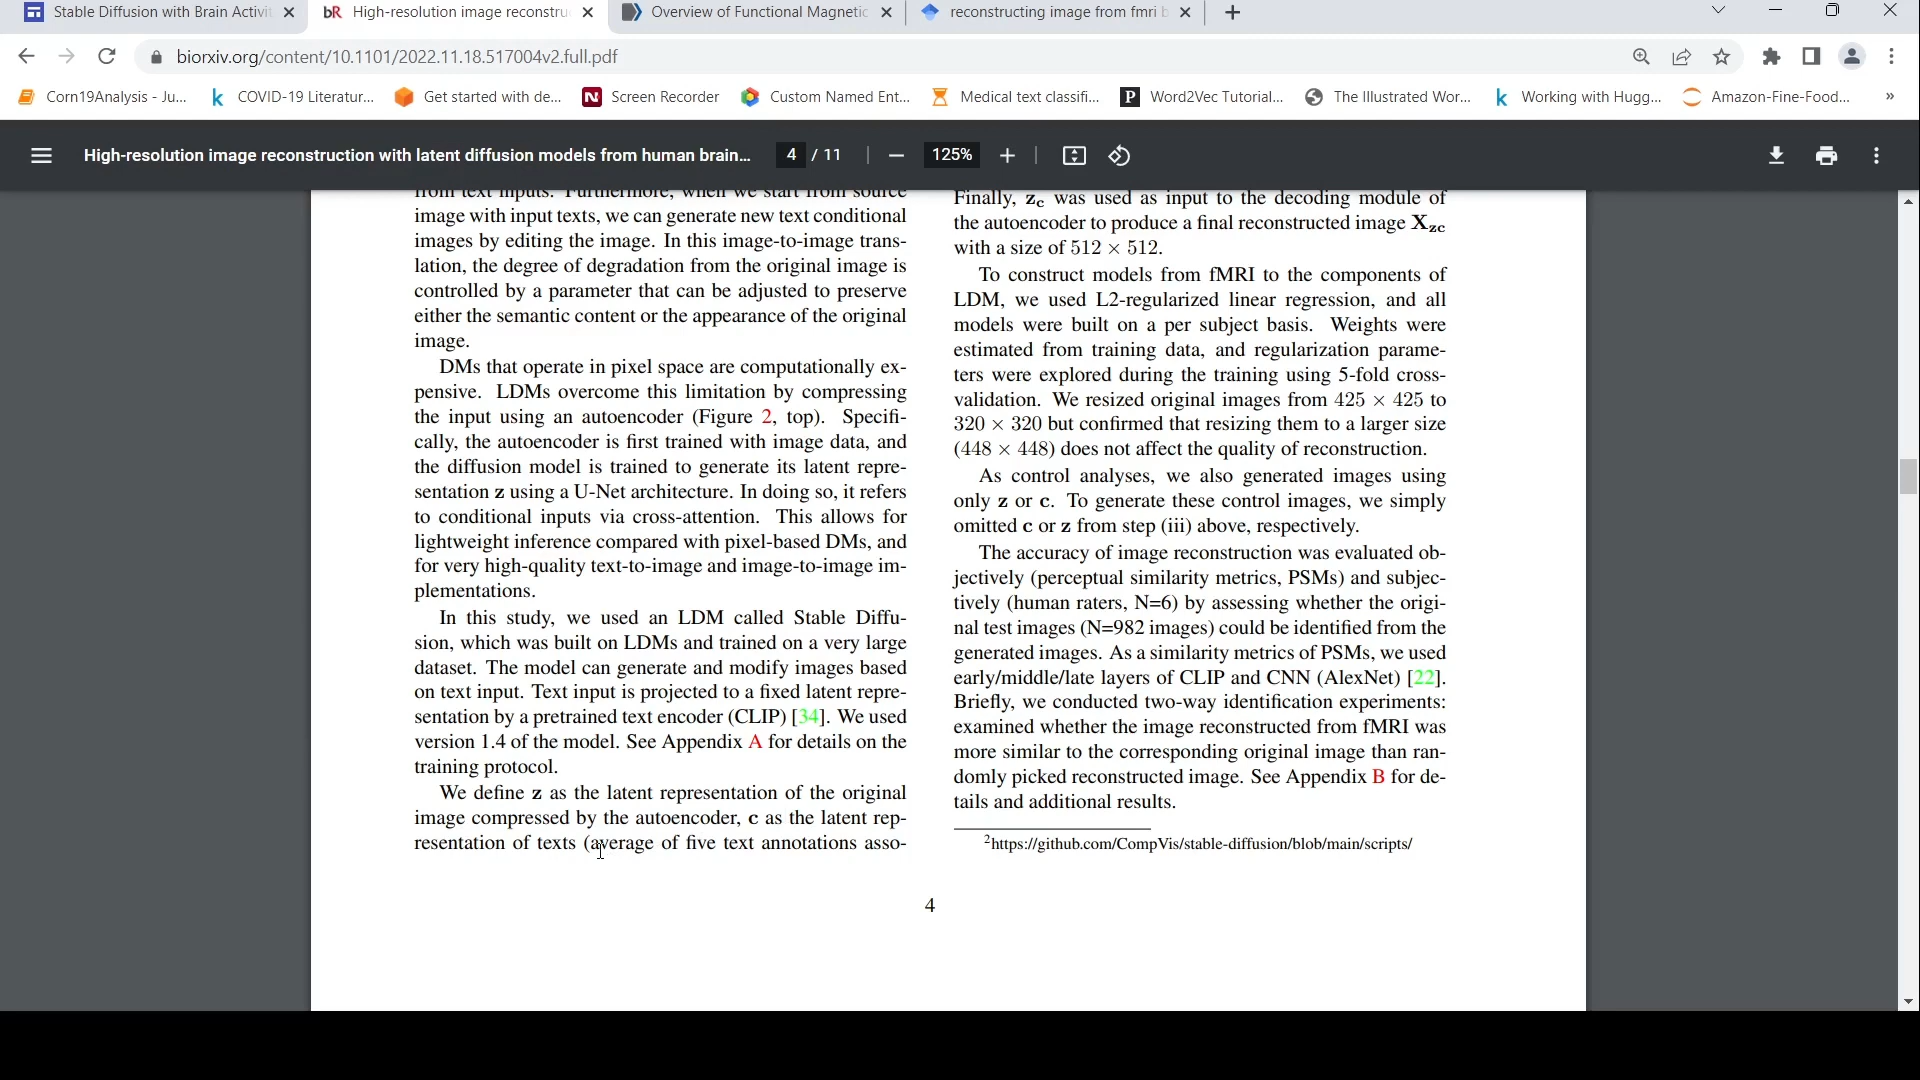 Stable Diffusion with Brain Activit
High-resolution image reconstru
Overview of Functional Magnetic
reconstructing image from fmri b
biorxiv.org/content/10.1101/2022.11.18.517004v2.full.pdf
Corn19Analysis - Ju...
COVID-19 Literatur...
Get started with de...
Screen Recorder
Custom Named Ent...
Medical text classifi...
Word2Vec Tutorial...
The Illustrated Wor...
Working with Hugg...
Amazon-Fine-Food...
»
High-resolution image reconstruction with latent diffusion models from human brain...
4 / 11
125%
from text inputs. Furthermore, when we start from source
image with input texts, we can generate new text conditional
images by editing the image. In this image-to-image trans-
lation, the degree of degradation from the original image is
controlled by a parameter that can be adjusted to preserve
either the semantic content or the appearance of the original
image.
DMs that operate in pixel space are computationally ex-
pensive. LDMs overcome this limitation by compressing
the input using an autoencoder (Figure 2, top). Specifi-
cally, the autoencoder is first trained with image data, and
the diffusion model is trained to generate its latent repre-
sentation z using a U-Net architecture. In doing so, it refers
to conditional inputs via cross-attention. This allows for
lightweight inference compared with pixel-based DMs, and
for very high-quality text-to-image and image-to-image im-
plementations.
In this study, we used an LDM called Stable Diffu-
sion, which was built on LDMs and trained on a very large
dataset. The model can generate and modify images based
on text input. Text input is projected to a fixed latent repre-
sentation by a pretrained text encoder (CLIP) [34]. We used
version 1.4 of the model. See Appendix A for details on the
training protocol.
We define z as the latent representation of the original
image compressed by the autoencoder, c as the latent rep-
resentation of texts (average of five text annotations asso-
Finally, zc was used as input to the decoding module of
the autoencoder to produce a final reconstructed image Xzc
with a size of 512 × 512.
To construct models from fMRI to the components of
LDM, we used L2-regularized linear regression, and all
models were built on a per subject basis. Weights were
estimated from training data, and regularization parame-
ters were explored during the training using 5-fold cross-
validation. We resized original images from 425 × 425 to
320 × 320 but confirmed that resizing them to a larger size
(448 × 448) does not affect the quality of reconstruction.
As control analyses, we also generated images using
only z or c. To generate these control images, we simply
omitted c or z from step (iii) above, respectively.
The accuracy of image reconstruction was evaluated ob-
jectively (perceptual similarity metrics, PSMs) and subjec-
tively (human raters, N=6) by assessing whether the origi-
nal test images (N=982 images) could be identified from the
generated images. As a similarity metrics of PSMs, we used
early/middle/late layers of CLIP and CNN (AlexNet) [22].
Briefly, we conducted two-way identification experiments:
examined whether the image reconstructed from fMRI was
more similar to the corresponding original image than ran-
domly picked reconstructed image. See Appendix B for de-
tails and additional results.
2https://github.com/CompVis/stable-diffusion/blob/main/scripts/
4